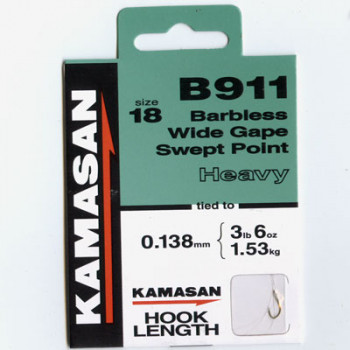 KAMASAN
B911
size
18
Barbless
Wide Gape
Swept Point
Heavy
tied to
0.138mm
3lb 6oz
1.53kg
KAMASAN
HOOK
LENGTH